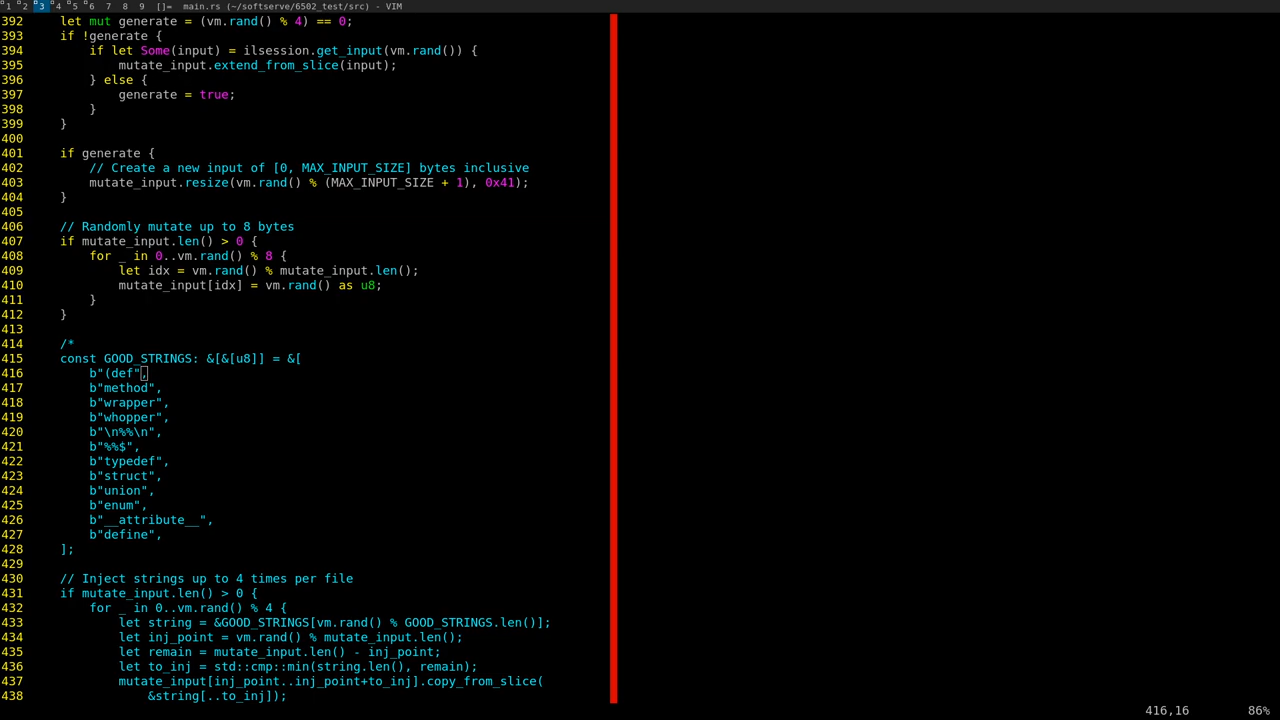 1 2 3 4 5 6 7 8 9 []= main.rs (~/softserve/6502_test/src) - VIM
392     let mut generate = (vm.rand() % 4) == 0;
393     if !generate {
394         if let Some(input) = ilsession.get_input(vm.rand()) {
395             mutate_input.extend_from_slice(input);
396         } else {
397             generate = true;
398         }
399     }
400
401     if generate {
402         // Create a new input of [0, MAX_INPUT_SIZE] bytes inclusive
403         mutate_input.resize(vm.rand() % (MAX_INPUT_SIZE + 1), 0x41);
404     }
405
406     // Randomly mutate up to 8 bytes
407     if mutate_input.len() > 0 {
408         for _ in 0..vm.rand() % 8 {
409             let idx = vm.rand() % mutate_input.len();
410             mutate_input[idx] = vm.rand() as u8;
411         }
412     }
413
414     /*
415     const GOOD_STRINGS: &[&[u8]] = &[
416         b"(def",
417         b"method",
418         b"wrapper",
419         b"whopper",
420         b"\n%%\n",
421         b"%%$",
422         b"typedef",
423         b"struct",
424         b"union",
425         b"enum",
426         b"__attribute__",
427         b"define",
428     ];
429
430     // Inject strings up to 4 times per file
431     if mutate_input.len() > 0 {
432         for _ in 0..vm.rand() % 4 {
433             let string = &GOOD_STRINGS[vm.rand() % GOOD_STRINGS.len()];
434             let inj_point = vm.rand() % mutate_input.len();
435             let remain = mutate_input.len() - inj_point;
436             let to_inj = std::cmp::min(string.len(), remain);
437             mutate_input[inj_point..inj_point+to_inj].copy_from_slice(
438                 &string[..to_inj]);
416,16 86%